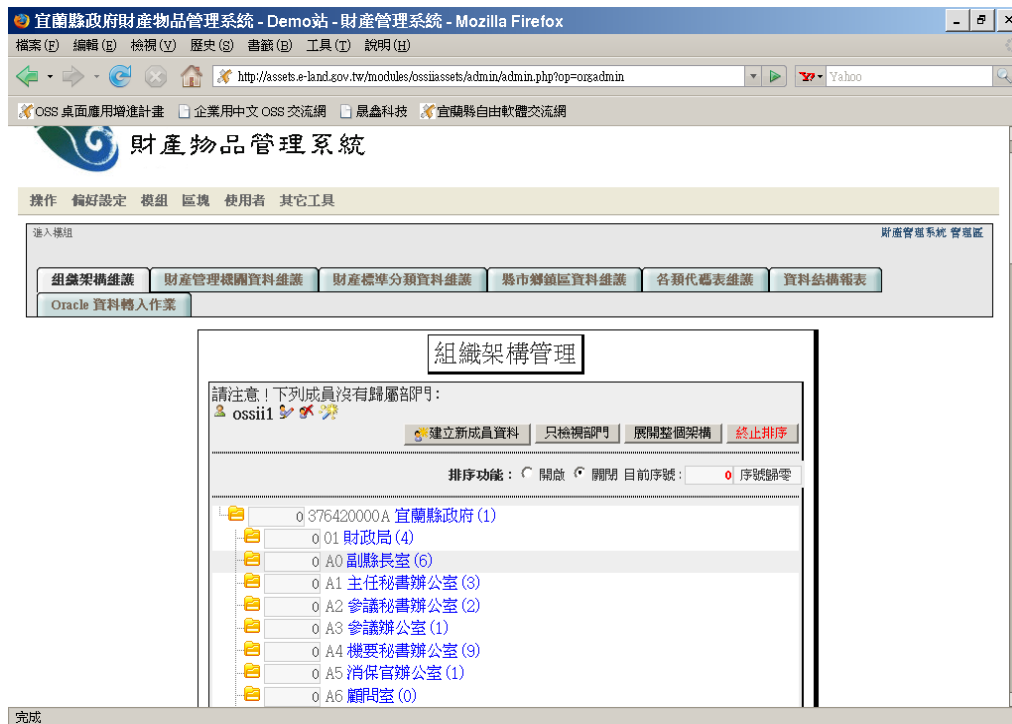 宜蘭縣政府財產物品管理系統 - Demo站 - 財產管理系統 - Mozilla Firefox
檔案(F) 編輯(E) 檢視(V) 歷史(S) 書籤(B) 工具(T) 說明(H)
http://assets.e-land.gov.tw/modules/ossiiassets/admin/admin.php?op=orgadmin Yahoo
OSS 桌面應用增進計畫 企業用中文 OSS 交流網 晟鑫科技 宜蘭縣自由軟體交流網
財產物品管理系統
操作 偏好設定 模組 區塊 使用者 其它工具
進入模組 財產管理系統 管理區
組織架構維護 財產管理機關資料維護 財產標準分類資料維護 縣市鄉鎮區資料維護 各類代碼表維護 資料結構報表
Oracle 資料轉入作業
組織架構管理
請注意!下列成員沒有歸屬部門:
ossii1
建立新成員資料 只檢視部門 展開整個架構 終止排序
排序功能: 開啟 關閉 目前序號: 0 序號歸零
0 376420000A 宜蘭縣政府(1)
0 01 財政局(4)
0 A0 副縣長室(6)
0 A1 主任秘書辦公室(3)
0 A2 參議秘書辦公室(2)
0 A3 參議辦公室(1)
0 A4 機要秘書辦公室(9)
0 A5 消保官辦公室(1)
0 A6 顧問室(0)
完成